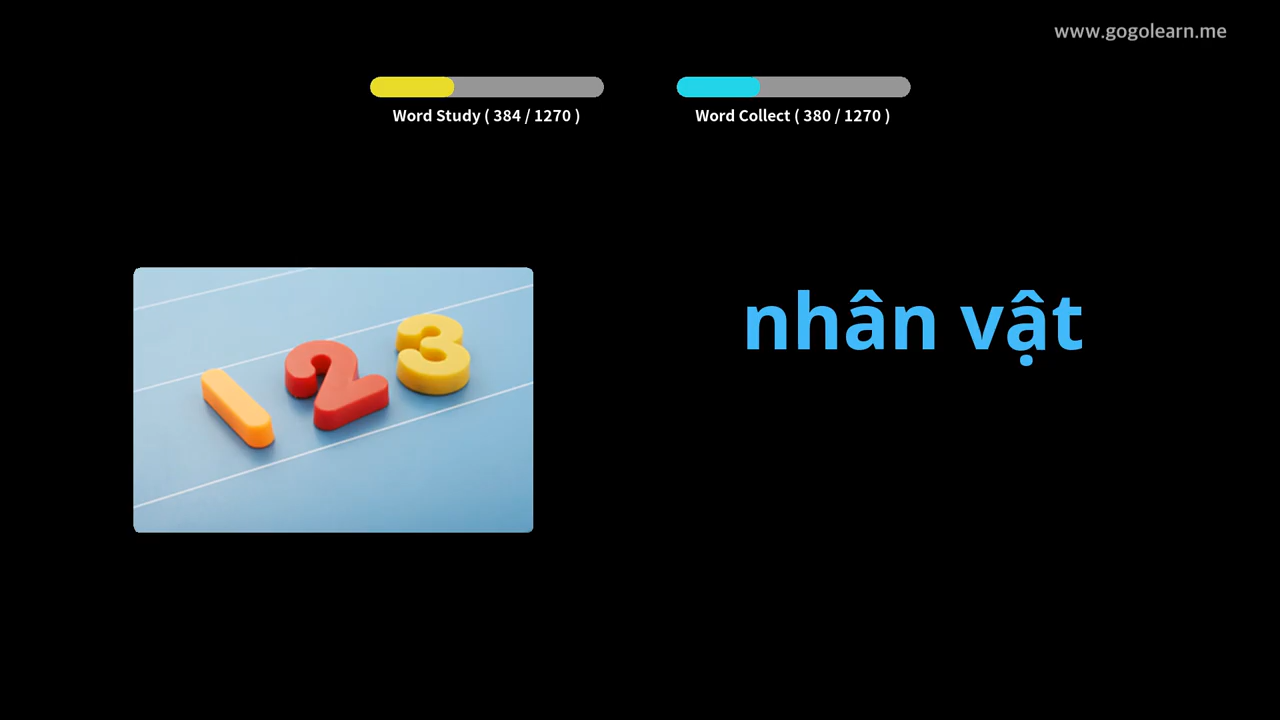 www.gogolearn.me
Word Study ( 384 / 1270 )
Word Collect ( 380 / 1270 )
nhân vật
1 2 3